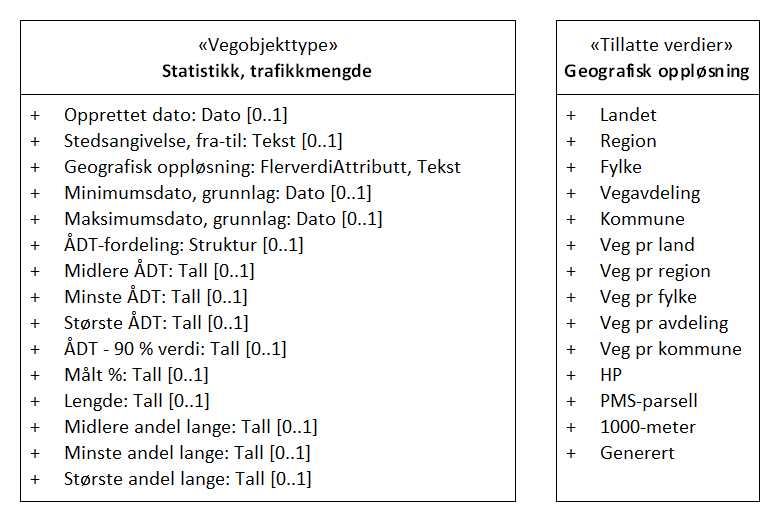 «Vegobjekttype»
Statistikk, trafikkmengde
+ Opprettet dato: Dato [0..1]
+ Stedsangivelse, fra-til: Tekst [0..1]
+ Geografisk oppløsning: FlerverdiAttributt, Tekst
+ Minimumsdato, grunnlag: Dato [0..1]
+ Maksimumsdato, grunnlag: Dato [0..1]
+ ÅDT-fordeling: Struktur [0..1]
+ Midlere ÅDT: Tall [0..1]
+ Minste ÅDT: Tall [0..1]
+ Største ÅDT: Tall [0..1]
+ ÅDT - 90 % verdi: Tall [0..1]
+ Målt %: Tall [0..1]
+ Lengde: Tall [0..1]
+ Midlere andel lange: Tall [0..1]
+ Minste andel lange: Tall [0..1]
+ Største andel lange: Tall [0..1]
«Tillatte verdier»
Geografisk oppløsning
+ Landet
+ Region
+ Fylke
+ Vegavdeling
+ Kommune
+ Veg pr land
+ Veg pr region
+ Veg pr fylke
+ Veg pr avdeling
+ Veg pr kommune
+ HP
+ PMS-parsell
+ 1000-meter
+ Generert